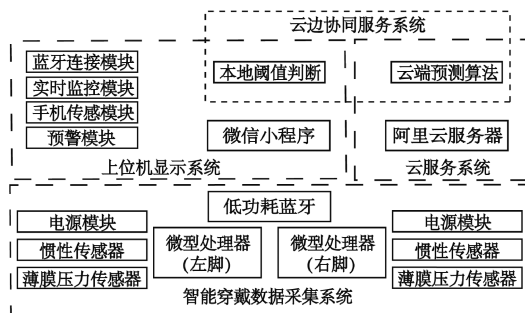 云边协同服务系统
蓝牙连接模块
实时监控模块
手机传感模块
预警模块
本地阈值判断
云端预测算法
微信小程序
阿里云服务器
上位机显示系统
云服务系统
低功耗蓝牙
电源模块
惯性传感器
薄膜压力传感器
微型处理器
(左脚)
微型处理器
(右脚)
电源模块
惯性传感器
薄膜压力传感器
智能穿戴数据采集系统